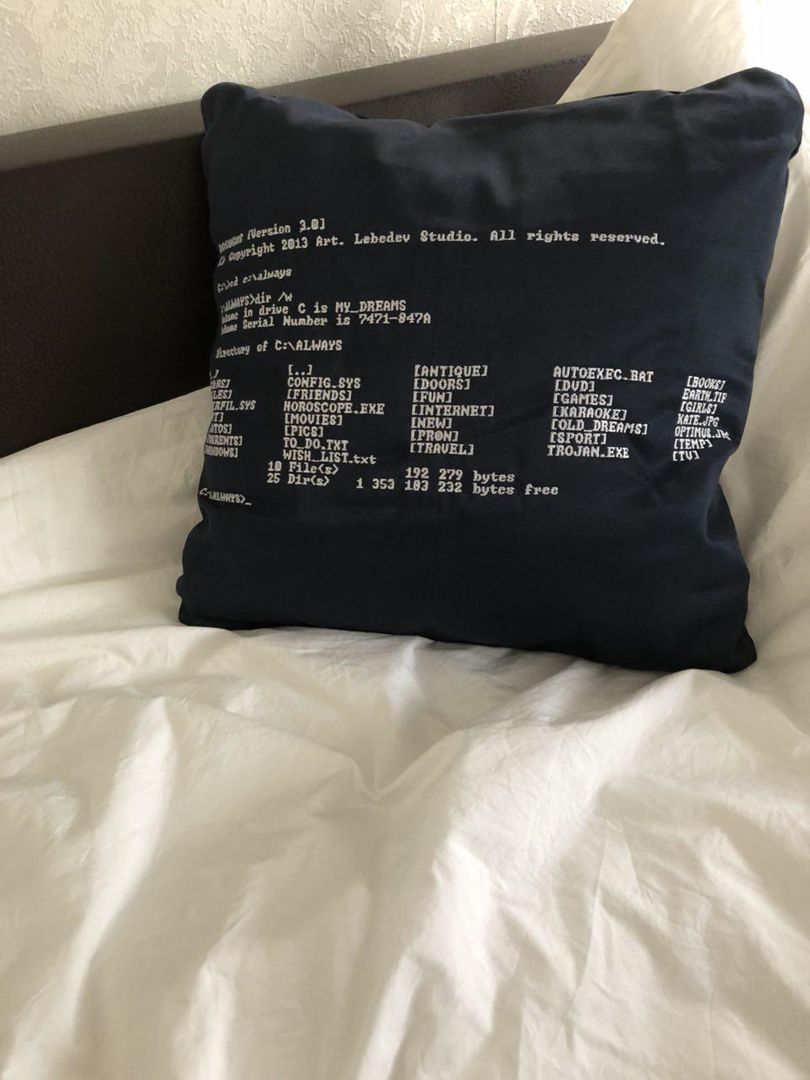 [Version 3.0]
Copyright 2013 Art. Lebedev Studio. All rights reserved.
C:\>cd c:\always
C:\ALWAYS>dir /w
Volume in drive C is MY_DREAMS
Volume Serial Number is 7471-847A
Directory of C:\ALWAYS
[..] [ANTIQUE] AUTOEXEC.BAT [BOOKS]
CONFIG.SYS [DOORS] [DVD] EARTH.TIF
[FRIENDS] [FUN] [GAMES] [GIRLS]
HOROSCOPE.EXE [INTERNET] [KARAOKE] KATE.JPG
[MOVIES] [NEW] [OLD_DREAMS]
[PICS] [PRØN] [SPORT] [TEMP]
TO_DO.TXT [TRAVEL] TROJAN.EXE [TV]
WISH_LIST.txt
10 File(s) 192 279 bytes
25 Dir(s) 1 353 183 232 bytes free
C:\ALWAYS>_